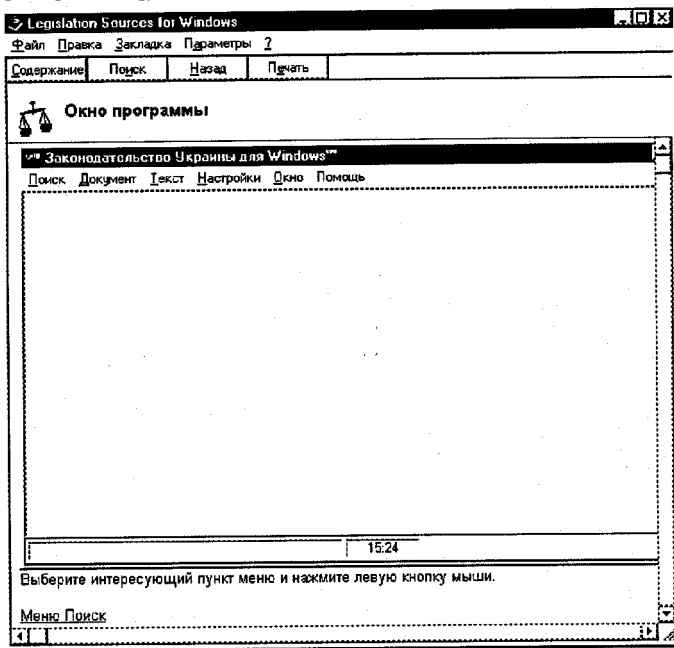 Legislation Sources for Windows
Файл Правка Закладка Параметры ?
Содержание Поиск Назад Печать
Окно программы
Законодательство Украины для Windows
Поиск Документ Текст Настройки Окно Помощь
15:24
Выберите интересующий пункт меню и нажмите левую кнопку мыши.
Меню Поиск